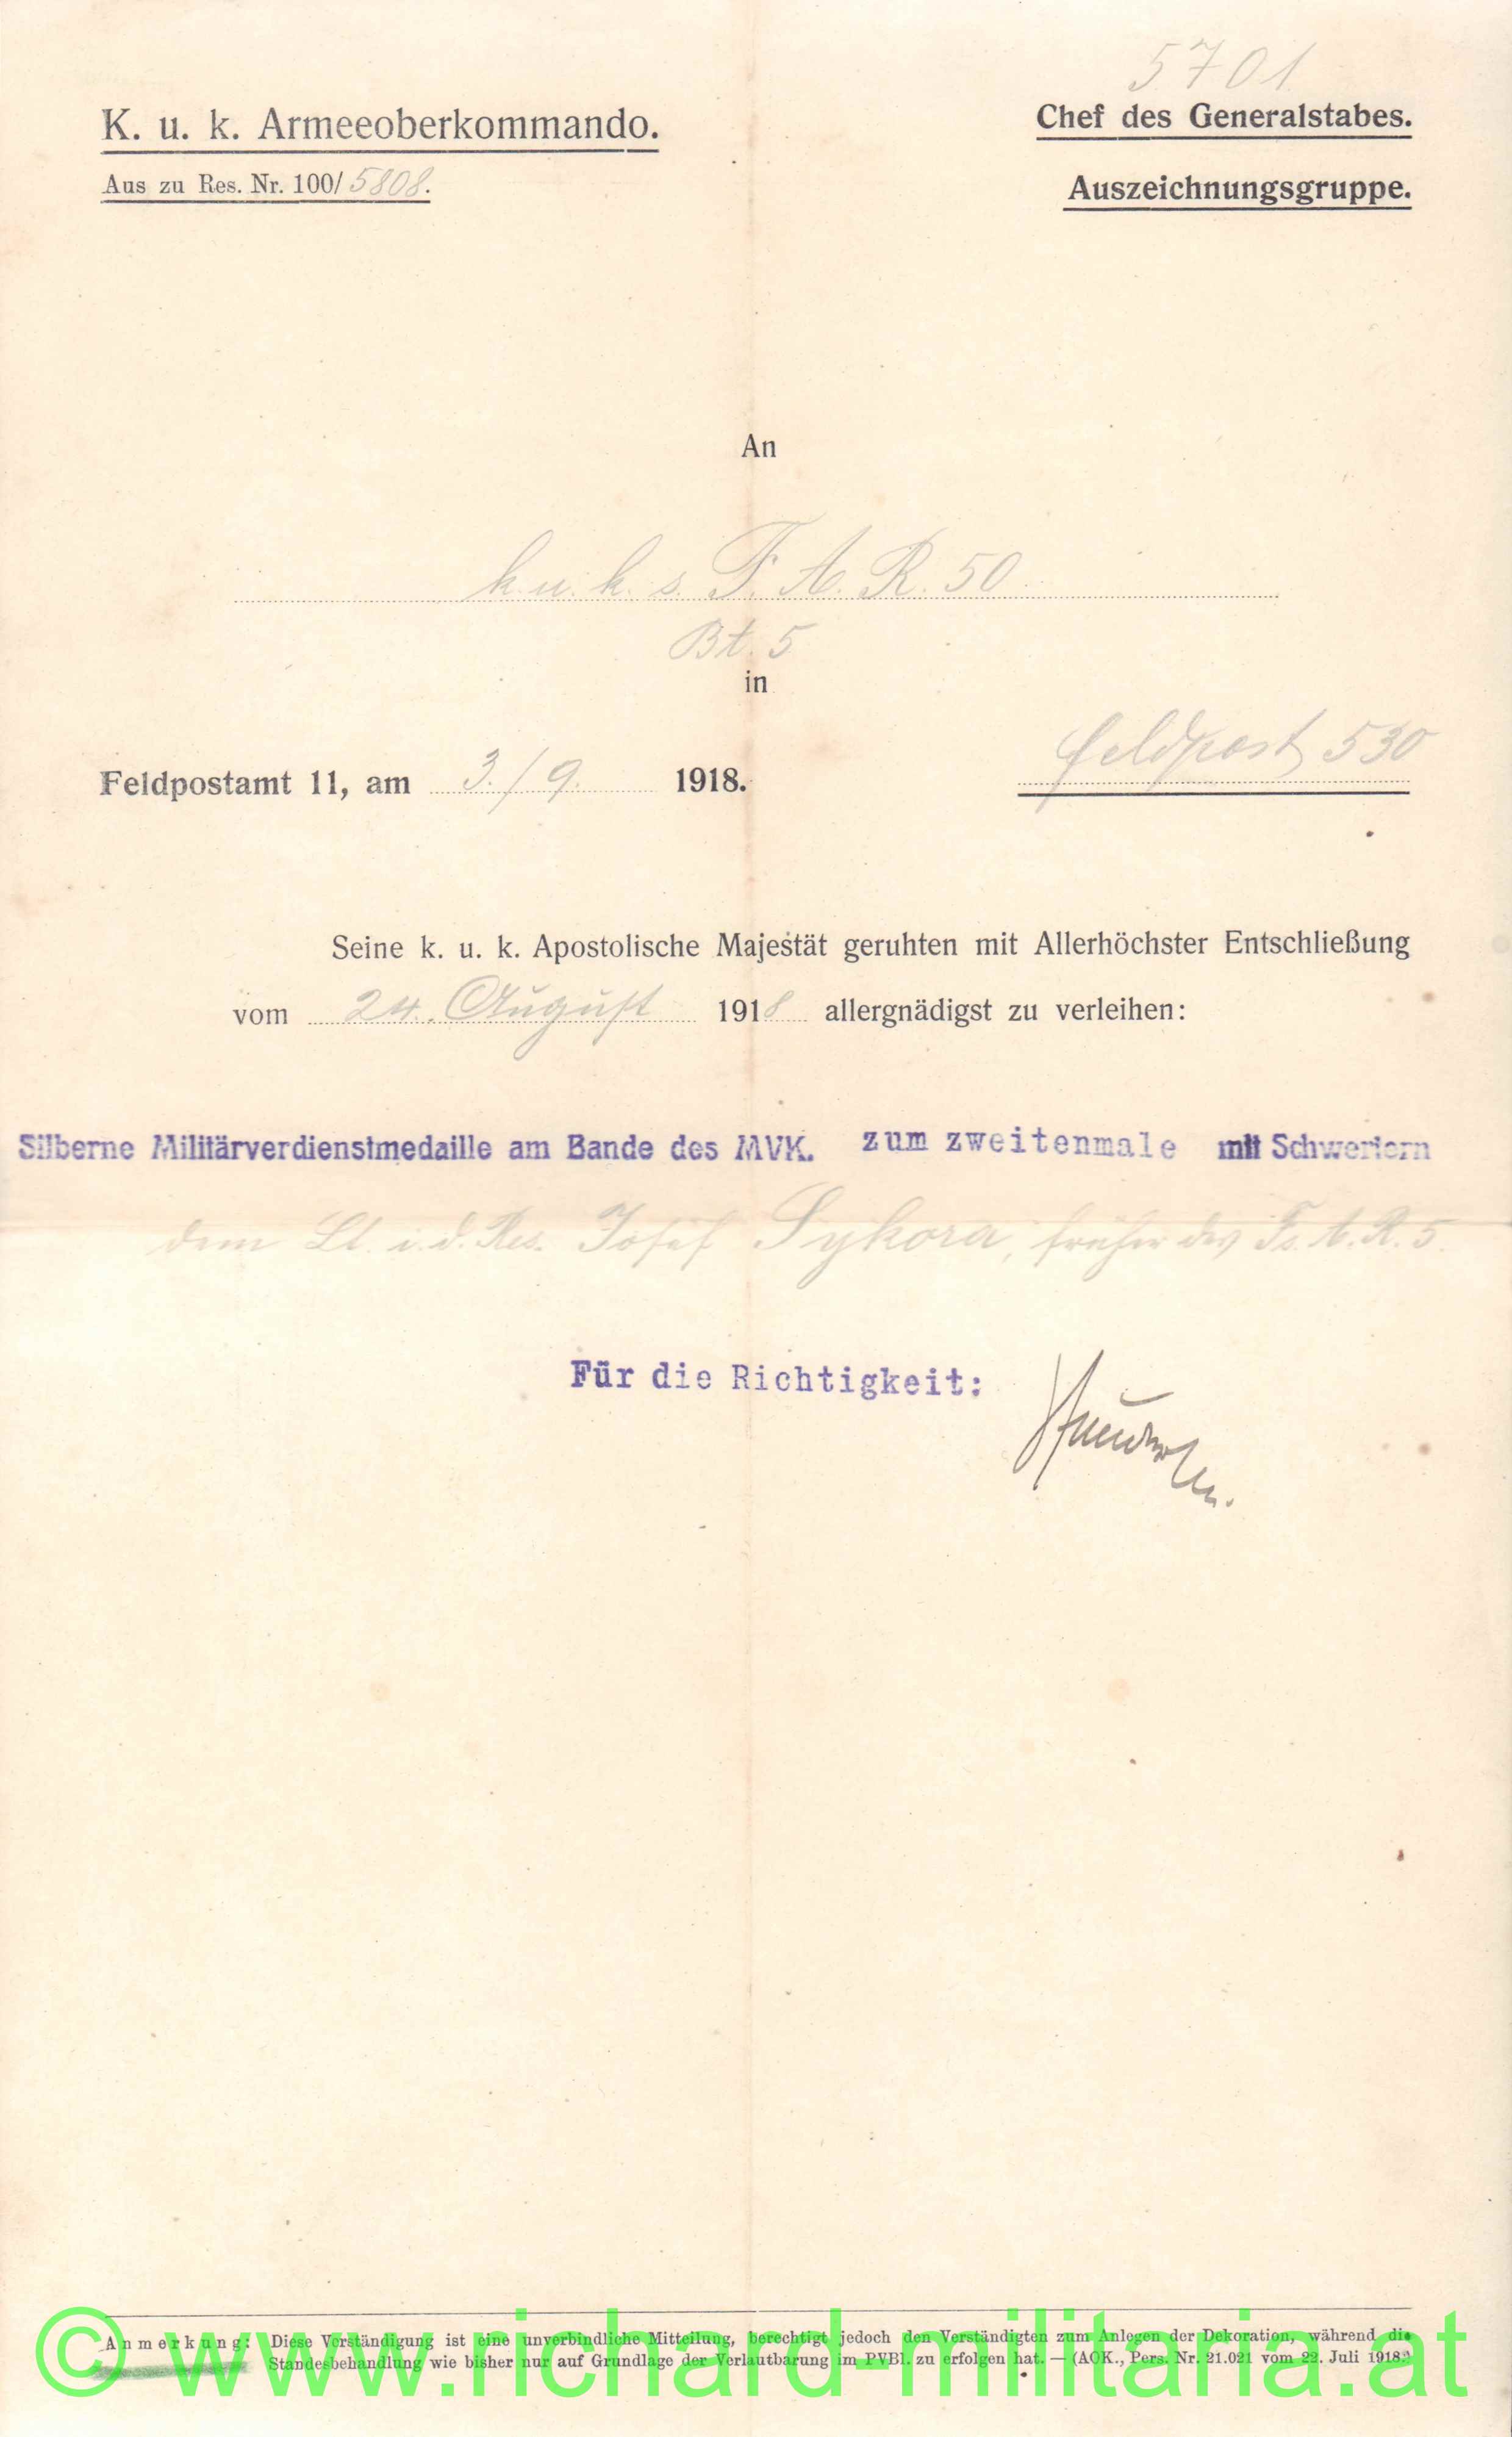 5701
K. u. k. Armeeoberkommando.
Chef des Generalstabes.
Aus zu Res. Nr. 100/5808.
Auszeichnungsgruppe.
An
k. u. k. s. F. A. R. 50
Bt. 5
in
Feldpost 530
Feldpostamt 11, am 3./9. 1918.
Seine k. u. k. Apostolische Majestät geruhten mit Allerhöchster Entschließung
vom 24. August 1918 allergnädigst zu verleihen:
Silberne Militärverdienstmedaille am Bande des MVK. zum zweitenmale mit Schwertern
dem Lt. i. d. Res. Josef Sykora, früher des Fs. A. R. 5.
Für die Richtigkeit:
Anmerkung: Diese Verständigung ist eine unverbindliche Mitteilung, berechtigt jedoch den Verständigten zum Anlegen der Dekoration, während die
Standesbehandlung wie bisher nur auf Grundlage der Verlautbarung im PVBl. zu erfolgen hat. — (AOK., Pers. Nr. 21.021 vom 22. Juli 1918.)
© www.richard-militaria.at